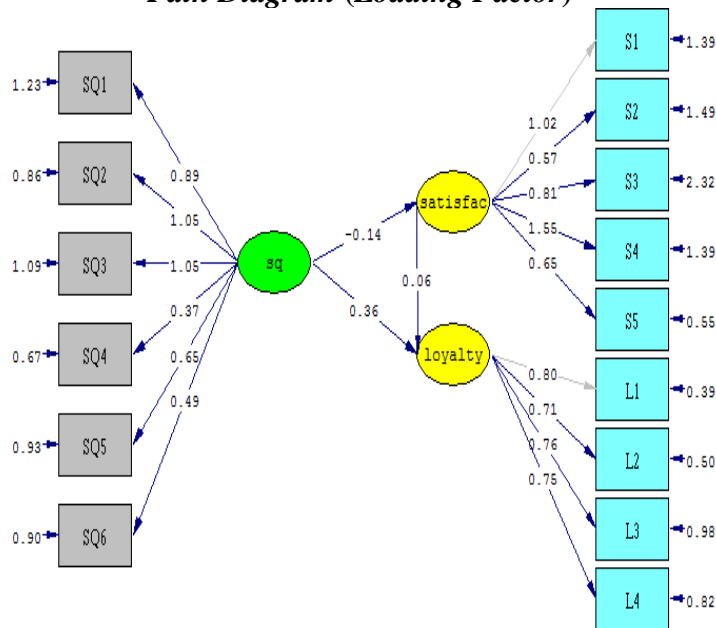 Path Diagram (Loading Factor)
S1
1.39
1.23
SQ1
S2
1.49
1.02
0.57
0.86
SQ2
0.89
S3
2.32
0.81
1.05
satisfac
1.55
-0.14
S4
1.39
1.09
SQ3
1.05
sq
0.65
0.37
0.06
0.36
S5
0.55
0.67
SQ4
0.65
loyalty
0.80
L1
0.39
0.49
0.71
0.93
SQ5
0.76
L2
0.50
0.75
0.90
SQ6
L3
0.98
L4
0.82